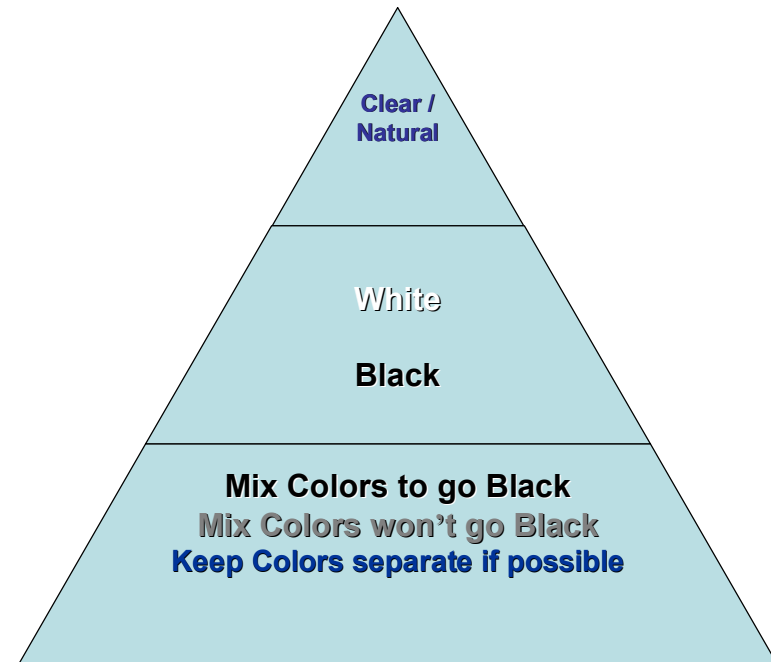 Clear /
Natural
White
Black
Mix Colors to go Black
Mix Colors won’t go Black
Keep Colors separate if possible